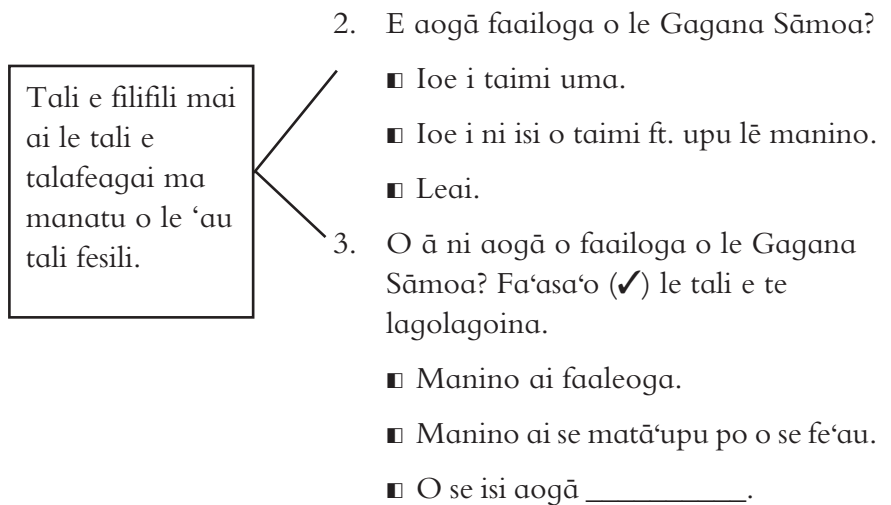 Tali e filifili mai
ai le tali e
talafeagai ma
manatu o le ‘au
tali fesili.
2. E aogā faailoga o le Gagana Sāmoa?
Ioe i taimi uma.
Ioe i ni isi o taimi ft. upu lē manino.
Leai.
3. O ā ni aogā o faailoga o le Gagana
Sāmoa? Fa‘asa‘o (✓) le tali e te
lagolagoina.
Manino ai faaleoga.
Manino ai se matā‘upu po o se fe‘au.
O se isi aogā ___________.